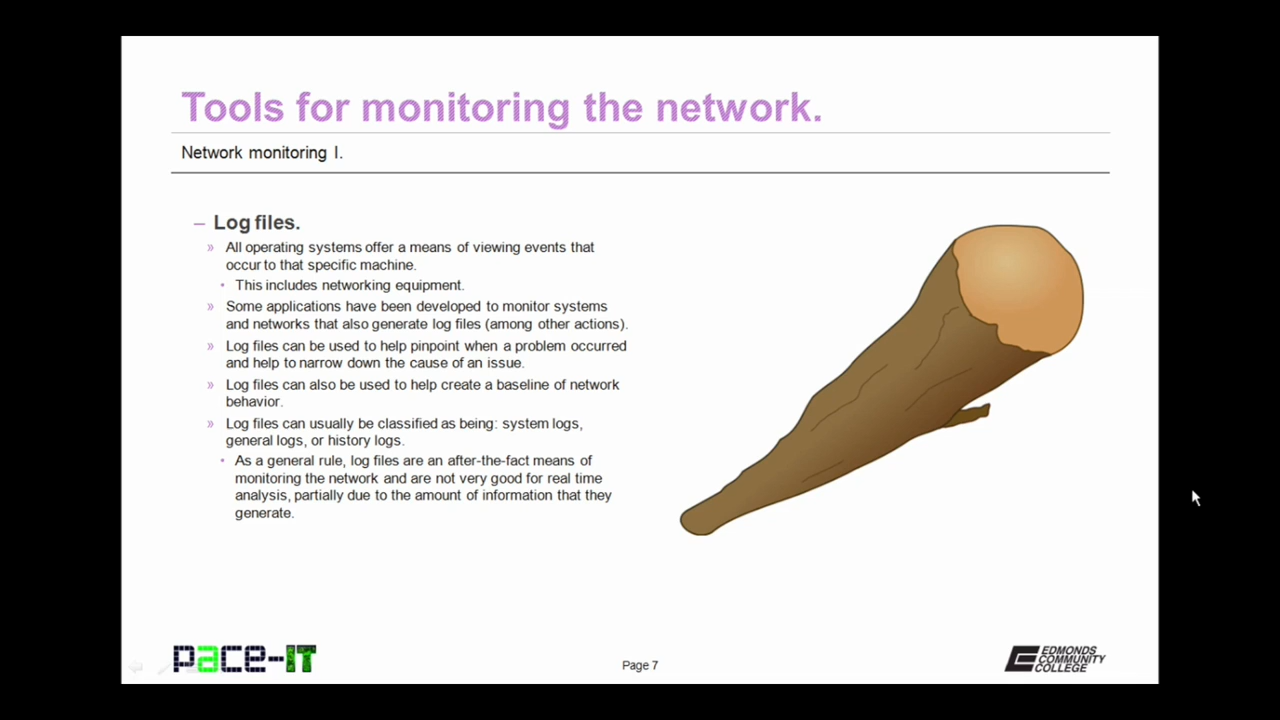 Tools for monitoring the network.
Network monitoring I.
– Log files.
» All operating systems offer a means of viewing events that
occur to that specific machine.
• This includes networking equipment.
» Some applications have been developed to monitor systems
and networks that also generate log files (among other actions).
» Log files can be used to help pinpoint when a problem occurred
and help to narrow down the cause of an issue.
» Log files can also be used to help create a baseline of network
behavior.
» Log files can usually be classified as being: system logs,
general logs, or history logs.
• As a general rule, log files are an after-the-fact means of
monitoring the network and are not very good for real time
analysis, partially due to the amount of information that they
generate.
pace-IT
Page 7
EDMONDS
COMMUNITY
COLLEGE